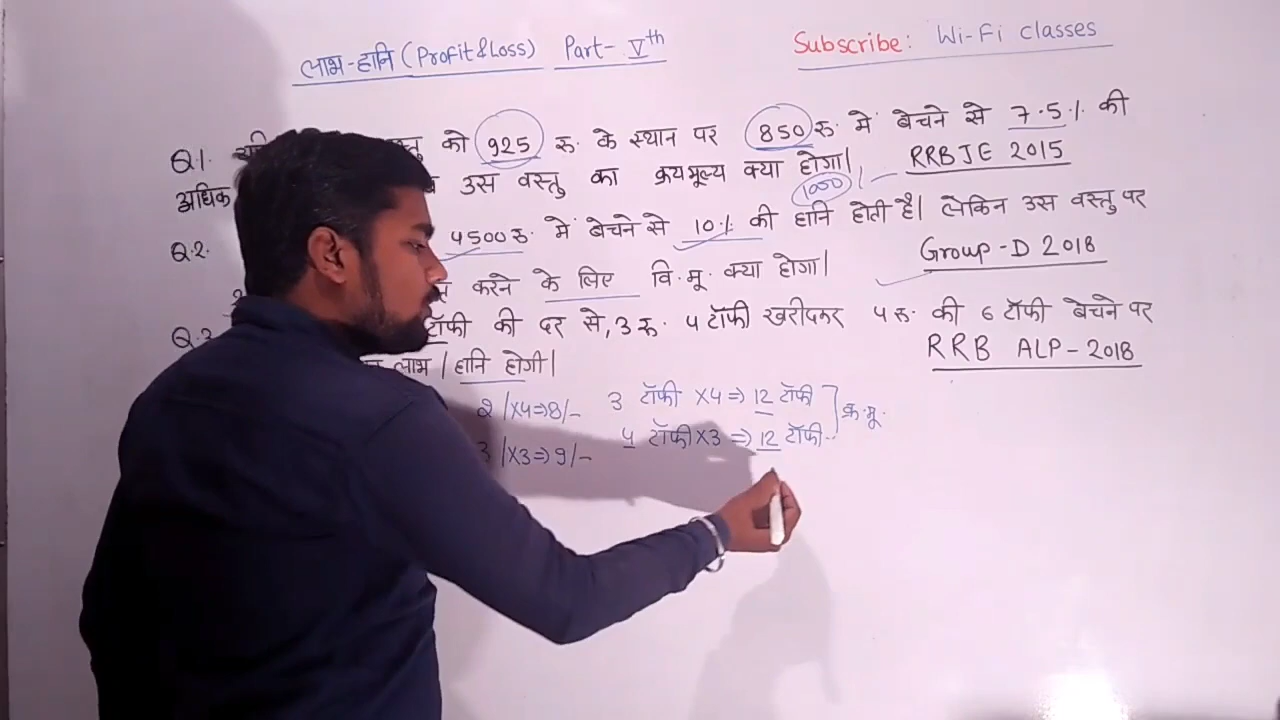 लाभ-हानि (Profit & Loss) Part- Vth
Subscribe: Wi-Fi classes
Q.1. को 925 रु. के स्थान पर 850 रु. में बेचने से 7.5% की
अधिक उस वस्तु का क्रयमूल्य क्या होगा। RRB JE 2015
1000
Q.2. 4500 रु. में बेचने से 10% की हानि होती है। लेकिन उस वस्तु पर
करने के लिए वि.मू. क्या होगा। Group-D 2018
Q.3 टॉफी की दर से, 3 रु. 4 टॉफी खरीदकर 4 रु. की 6 टॉफी बेचने पर
लाभ / हानि होगी। RRB ALP-2018
2 /x4=>8/- 3 टॉफी x4=> 12 टॉफी
क्र.मू.
3 /x3=>9/- 4 टॉफी x3 => 12 टॉफी